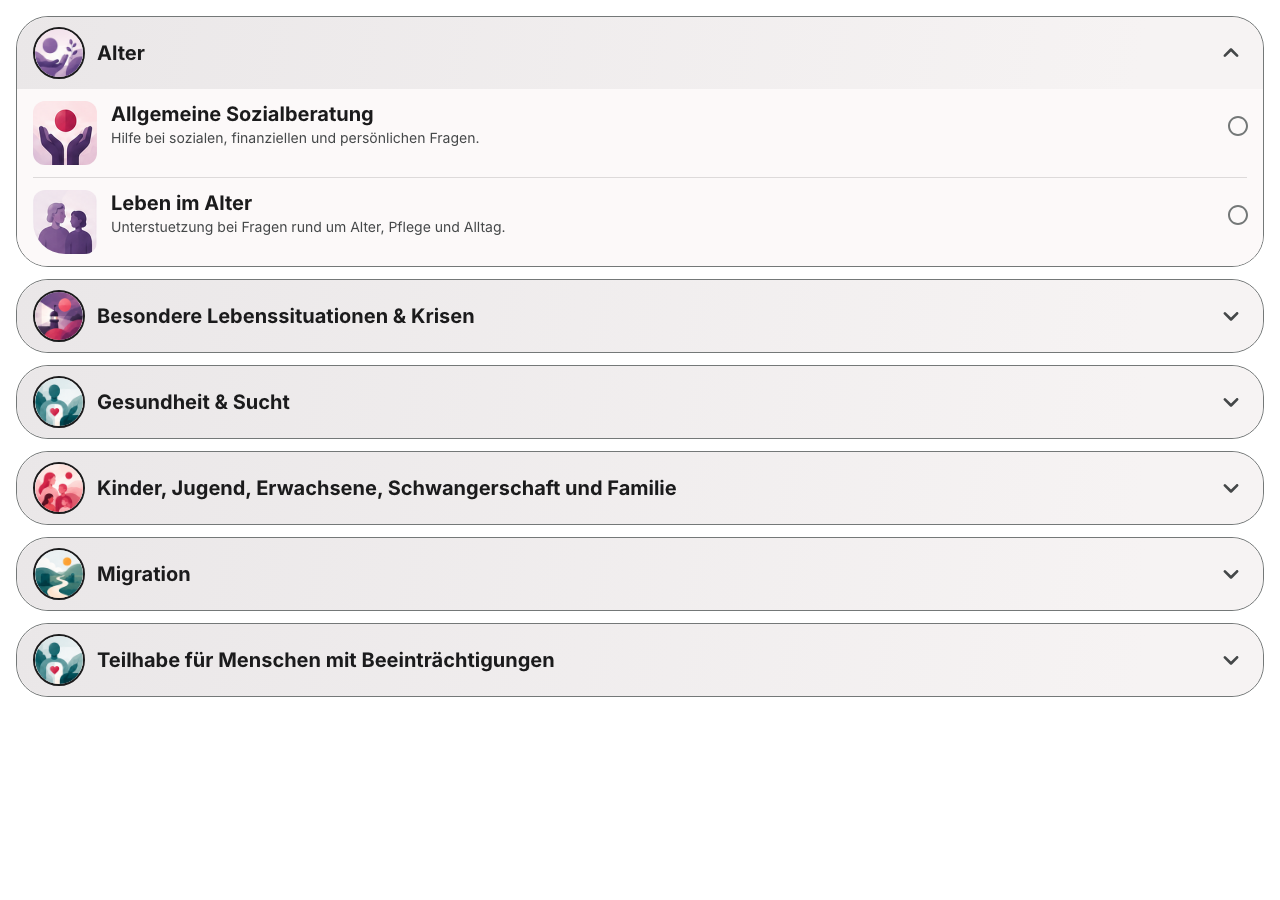 Alter
Allgemeine Sozialberatung
Hilfe bei sozialen, finanziellen und persönlichen Fragen.
Leben im Alter
Unterstuetzung bei Fragen rund um Alter, Pflege und Alltag.
Besondere Lebenssituationen & Krisen
Gesundheit & Sucht
Kinder, Jugend, Erwachsene, Schwangerschaft und Familie
Migration
Teilhabe für Menschen mit Beeinträchtigungen